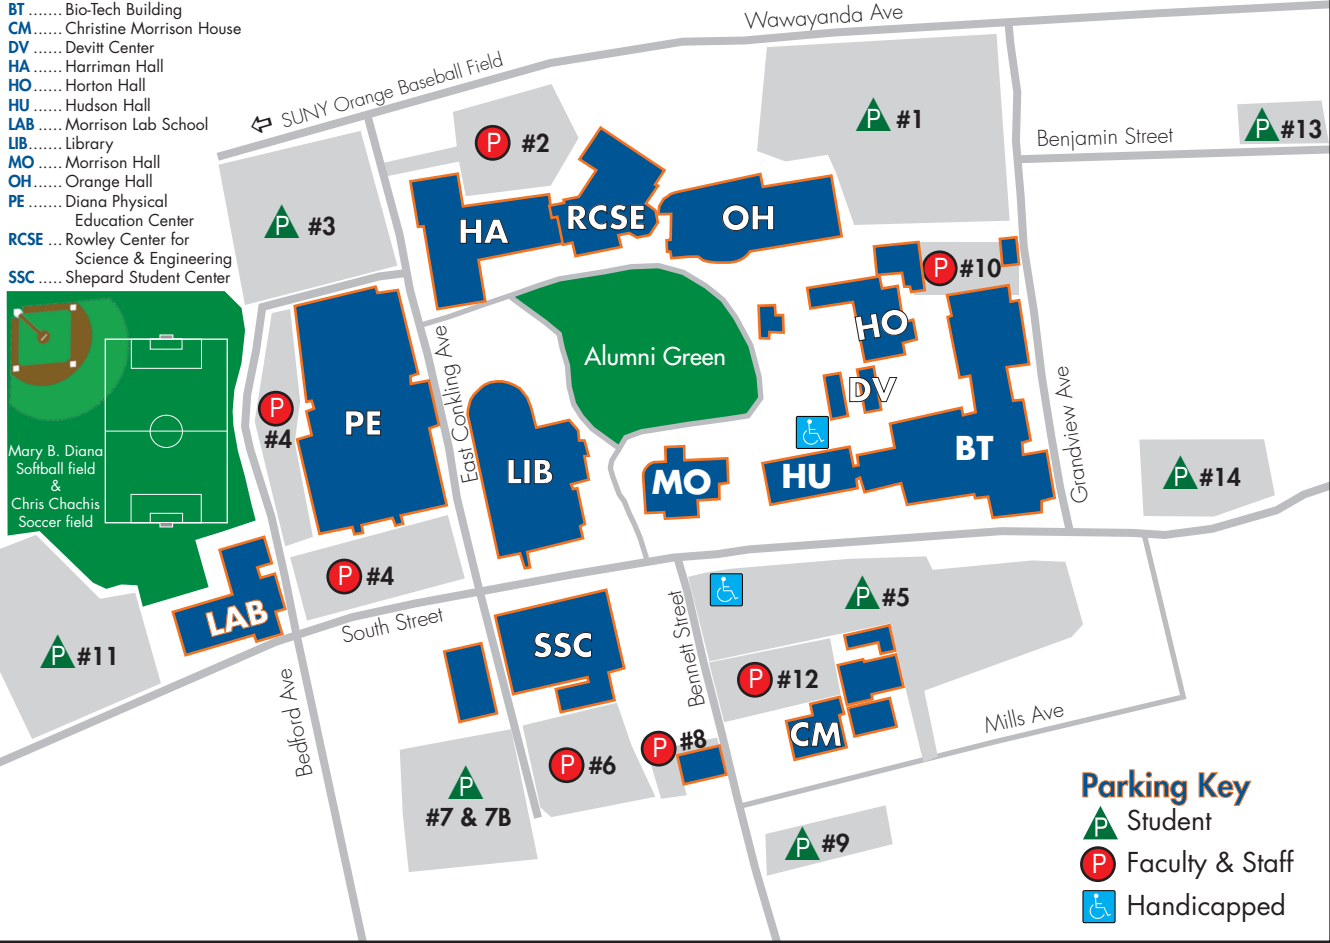 BT ....... Bio-Tech Building
CM ...... Christine Morrison House
DV ...... Devitt Center
HA ...... Harriman Hall
HO ...... Horton Hall
HU ...... Hudson Hall
LAB ..... Morrison Lab School
LIB ....... Library
MO ..... Morrison Hall
OH ...... Orange Hall
PE ....... Diana Physical
Education Center
RCSE ... Rowley Center for
Science & Engineering
SSC ..... Shepard Student Center
Wawayanda Ave
SUNY Orange Baseball Field
P #1
P #2
P #13
Benjamin Street
P #3
HA
RCSE
OH
P #10
HO
Alumni Green
East Conkling Ave
DV
Grandview Ave
P
#4
PE
LIB
MO
HU
BT
P #14
Mary B. Diana
Softball field
&
Chris Chachis
Soccer field
P #4
P #5
LAB
South Street
SSC
Bennett Street
P #11
P #12
Bedford Ave
CM
Mills Ave
P #8
P #6
P
#7 & 7B
P #9
Parking Key
P Student
P Faculty & Staff
Handicapped